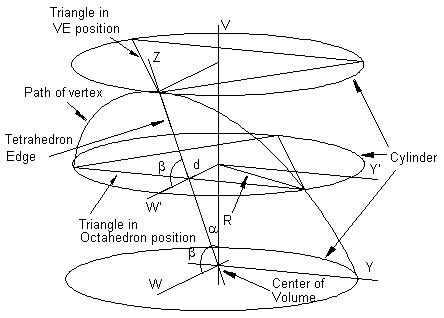 Triangle in
VE position
V
Z
Path of vertex
Tetrahedron
Edge
Cylinder
β
d
Y'
W'
R
Triangle in
Octahedron position
α
β
W
Y
Center of
Volume